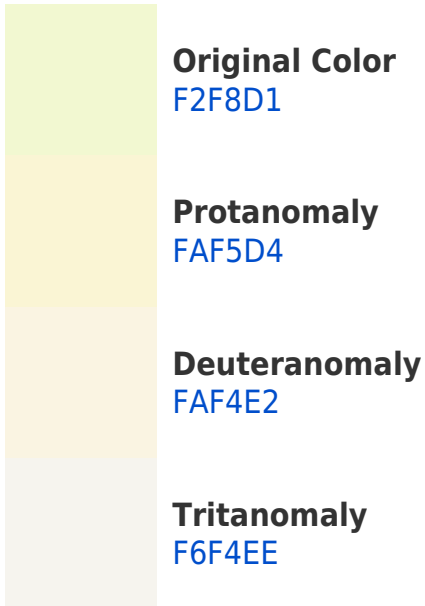 Original Color
F2F8D1
Protanomaly
FAF5D4
Deuteranomaly
FAF4E2
Tritanomaly
F6F4EE